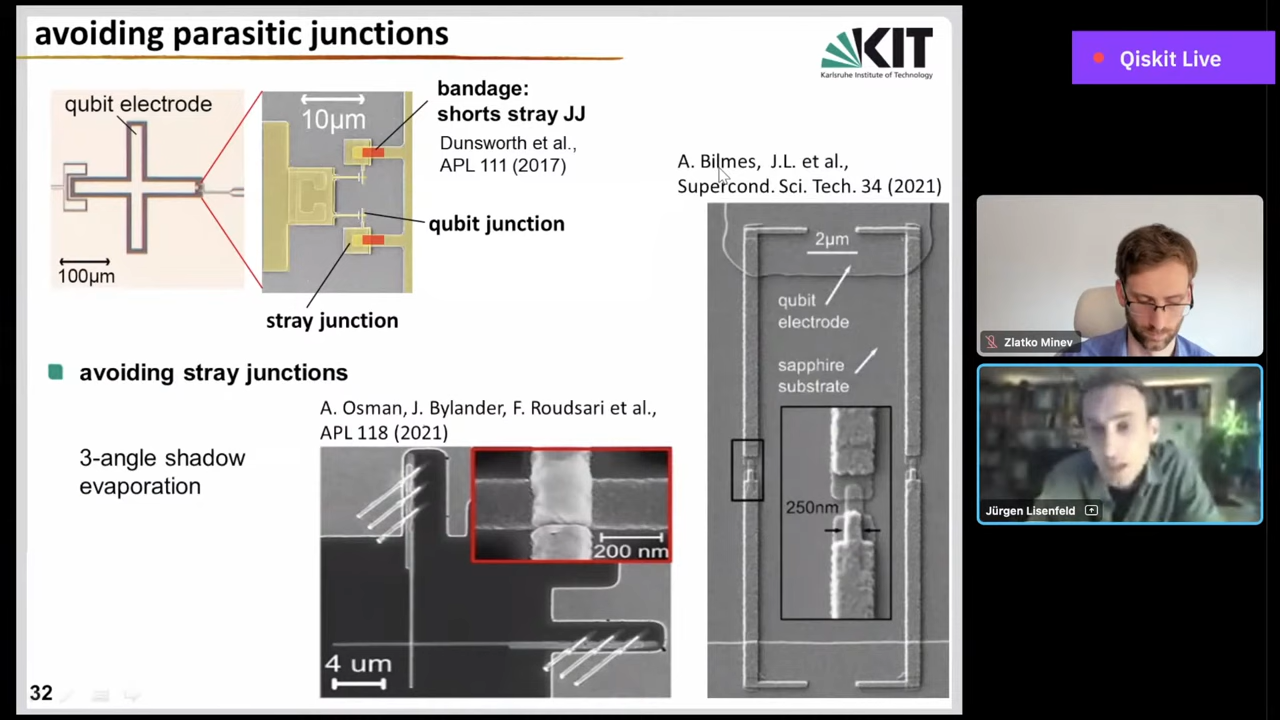 avoiding parasitic junctions
KIT
Karlsruhe Institute of Technology
Qiskit Live
qubit electrode
100µm
10µm
bandage:
shorts stray JJ
Dunsworth et al.,
APL 111 (2017)
qubit junction
stray junction
A. Bilmes, J.L. et al.,
Supercond. Sci. Tech. 34 (2021)
2µm
qubit
electrode
sapphire
substrate
250nm
avoiding stray junctions
3-angle shadow
evaporation
A. Osman, J. Bylander, F. Roudsari et al.,
APL 118 (2021)
200 nm
4 um
32
Zlatko Minev
Jürgen Lisenfeld